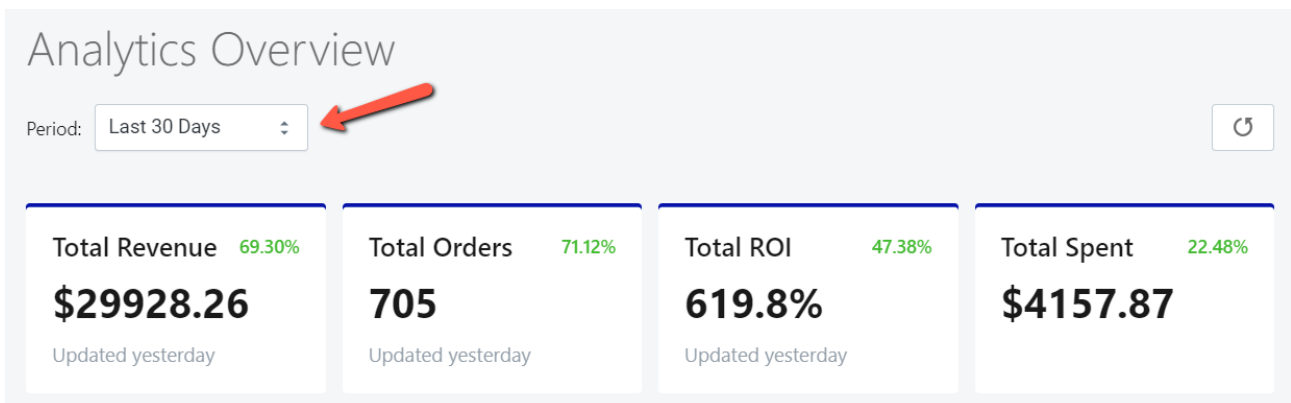 Analytics Overview
Period: Last 30 Days
Total Revenue 69.30%
$29928.26
Updated yesterday
Total Orders 71.12%
705
Updated yesterday
Total ROI 47.38%
619.8%
Updated yesterday
Total Spent 22.48%
$4157.87